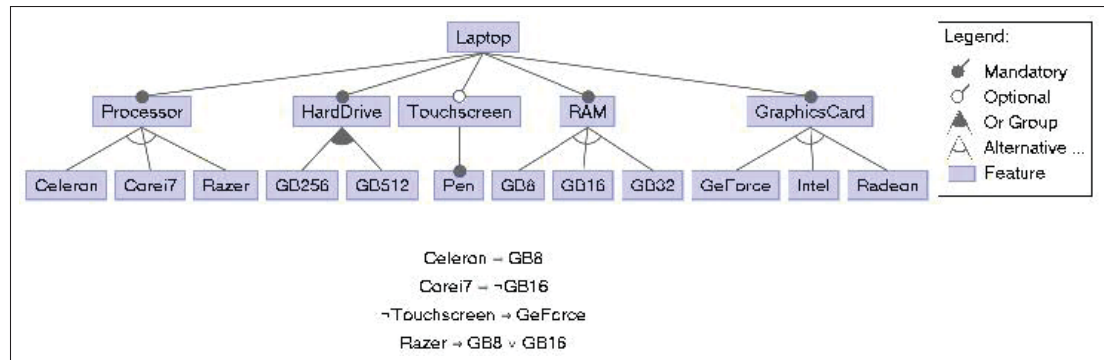 Laptop
Legend:
Mandatory
Optional
Or Group
Alternative ...
Feature
Processor HardDrive Touchscreen RAM GraphicsCard
Celeron Corei7 Razer GB256 GB512 Pen GB8 GB16 GB32 GeForce Intel Radeon
Celeron ⇒ GB8
Corei7 ⇒ ¬GB16
¬Touchscreen ⇒ GeForce
Razer ⇒ GB8 ∨ GB16